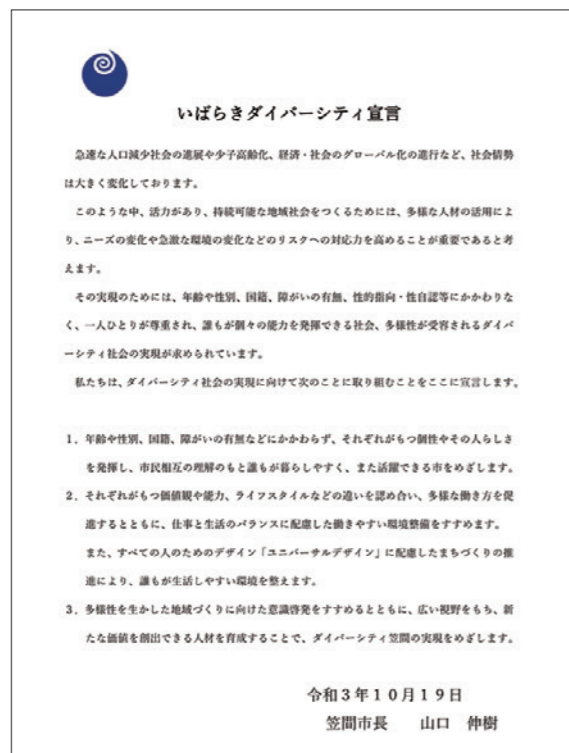 いばらきダイバーシティ宣言
急速な人口減少社会の進展や少子高齢化、経済・社会のグローバル化の進行など、社会情勢
は大きく変化しております。
このような中、活力があり、持続可能な地域社会をつくるためには、多様な人材の活用によ
り、ニーズの変化や急激な環境の変化などのリスクへの対応力を高めることが重要であると考
えます。
その実現のためには、年齢や性別、国籍、障がいの有無、性的指向・性自認等にかかわりな
く、一人ひとりが尊重され、誰もが個々の能力を発揮できる社会、多様性が受容されるダイバ
ーシティ社会の実現が求められています。
私たちは、ダイバーシティ社会の実現に向けて次のことに取り組むことをここに宣言します。
1．年齢や性別、国籍、障がいの有無などにかかわらず、それぞれがもつ個性やその人らしさ
を発揮し、市民相互の理解のもと誰もが暮らしやすく、また活躍できる市をめざします。
2．それぞれがもつ価値観や能力、ライフスタイルなどの違いを認め合い、多様な働き方を促
進するとともに、仕事と生活のバランスに配慮した働きやすい環境整備をすすめます。
また、すべての人のためのデザイン「ユニバーサルデザイン」に配慮したまちづくりの推
進により、誰もが生活しやすい環境を整えます。
3．多様性を生かした地域づくりに向けた意識啓発をすすめるとともに、広い視野をもち、新
たな価値を創出できる人材を育成することで、ダイバーシティ笠間の実現をめざします。
令和3年10月19日
笠間市長　山口　伸樹